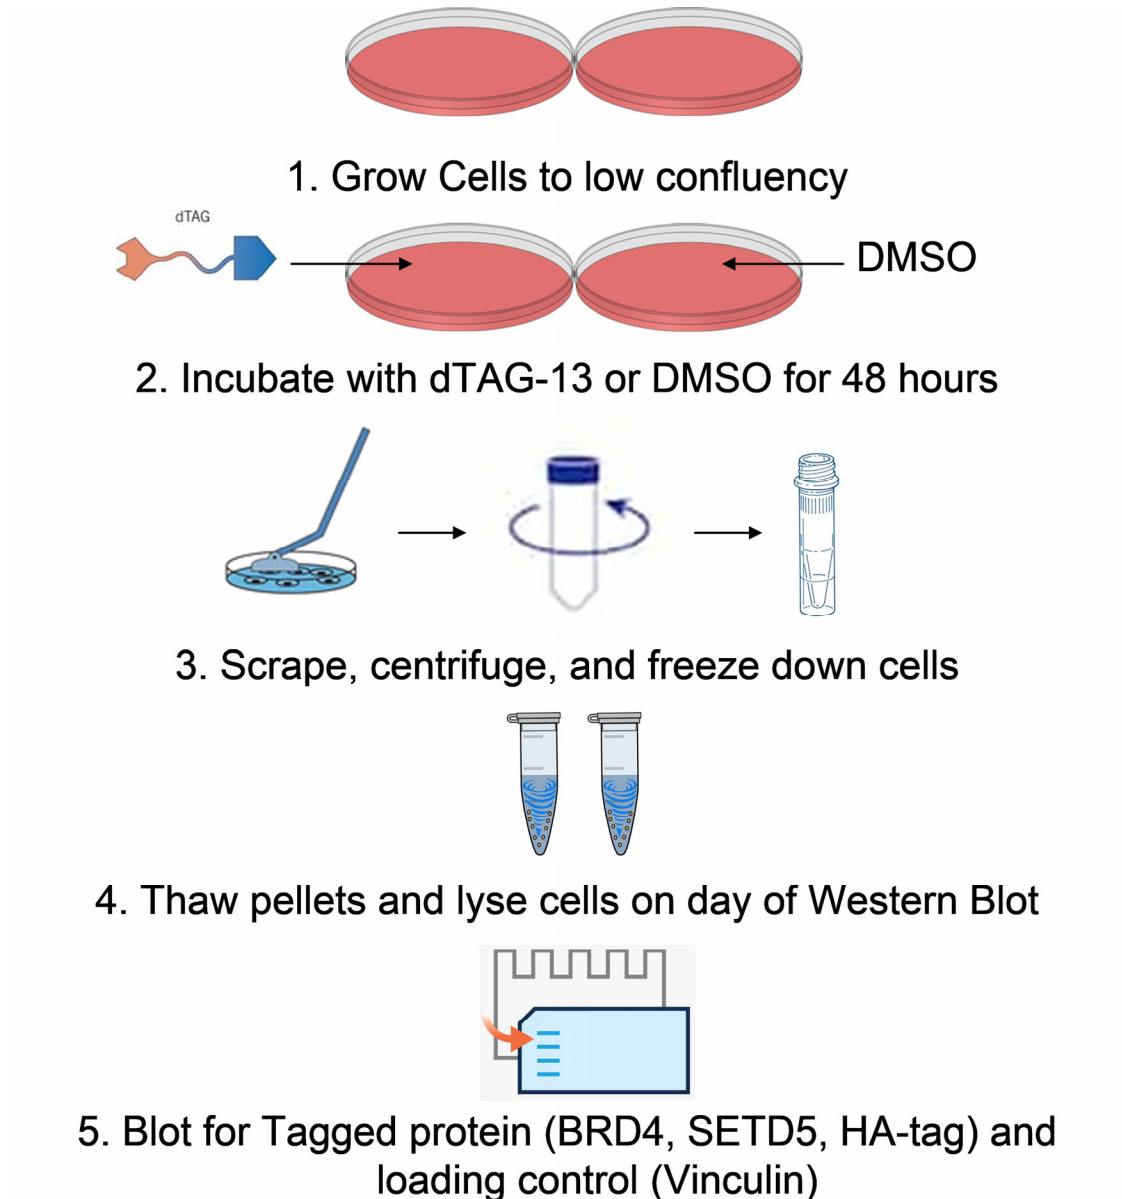 1. Grow Cells to low confluency
dTAG
DMSO
2. Incubate with dTAG-13 or DMSO for 48 hours
3. Scrape, centrifuge, and freeze down cells
4. Thaw pellets and lyse cells on day of Western Blot
5. Blot for Tagged protein (BRD4, SETD5, HA-tag) and
loading control (Vinculin)